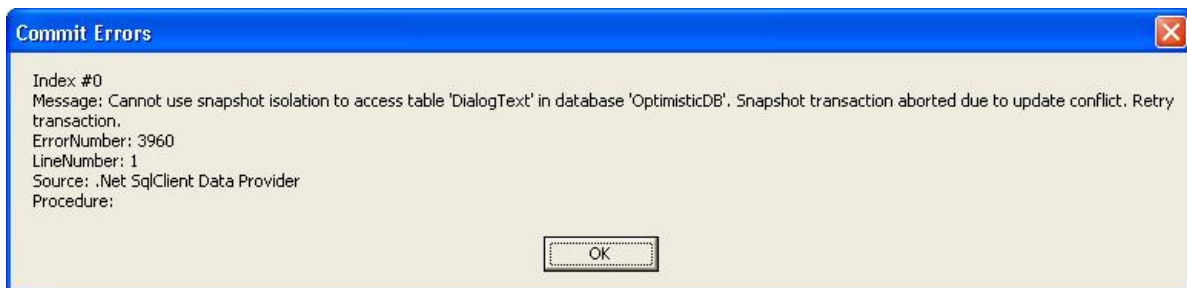 Commit Errors
Index #0
Message: Cannot use snapshot isolation to access table 'DialogText' in database 'OptimisticDB'. Snapshot transaction aborted due to update conflict. Retry
transaction.
ErrorNumber: 3960
LineNumber: 1
Source: .Net SqlClient Data Provider
Procedure:
OK